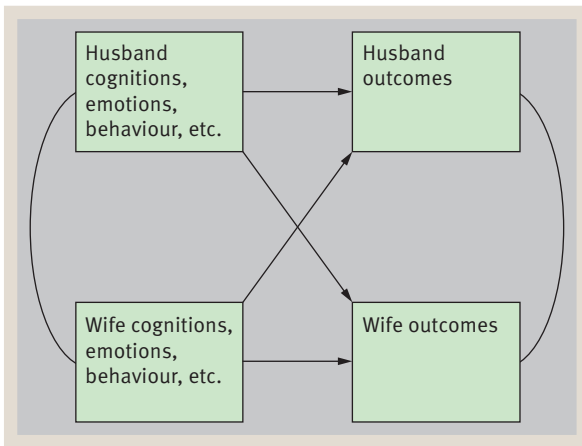 Husband
cognitions,
emotions,
behaviour, etc.
Husband
outcomes
Wife cognitions,
emotions,
behaviour, etc.
Wife outcomes